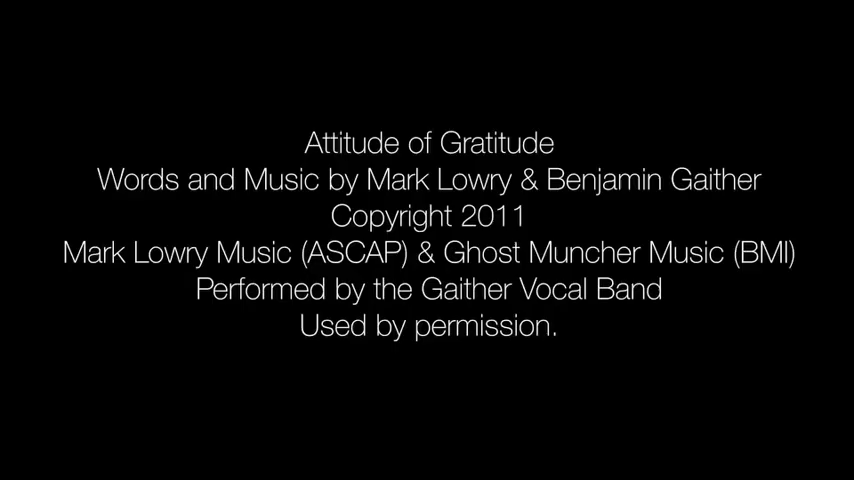 Attitude of Gratitude
Words and Music by Mark Lowry & Benjamin Gaither
Copyright 2011
Mark Lowry Music (ASCAP) & Ghost Muncher Music (BMI)
Performed by the Gaither Vocal Band
Used by permission.